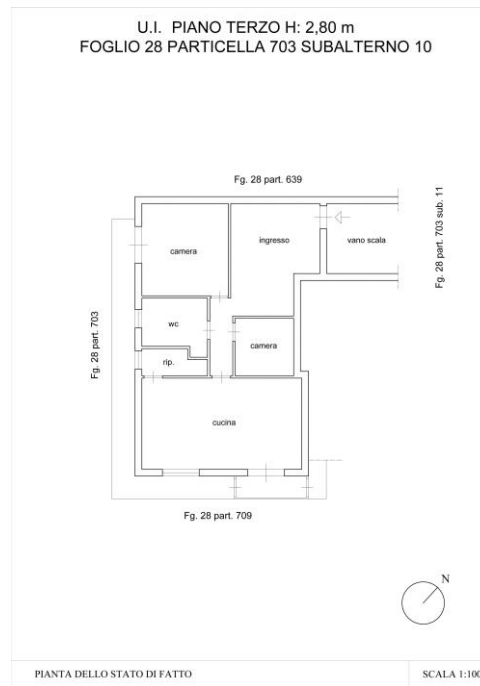 U.I. PIANO TERZO H: 2,80 m
FOGLIO 28 PARTICELLA 703 SUBALTERNO 10
Fg. 28 part. 639
Fg. 28 part. 703 sub. 11
ingresso
vano scala
camera
wc
camera
rip.
Fg. 28 part. 703
cucina
Fg. 28 part. 709
N
PIANTA DELLO STATO DI FATTO
SCALA 1:100